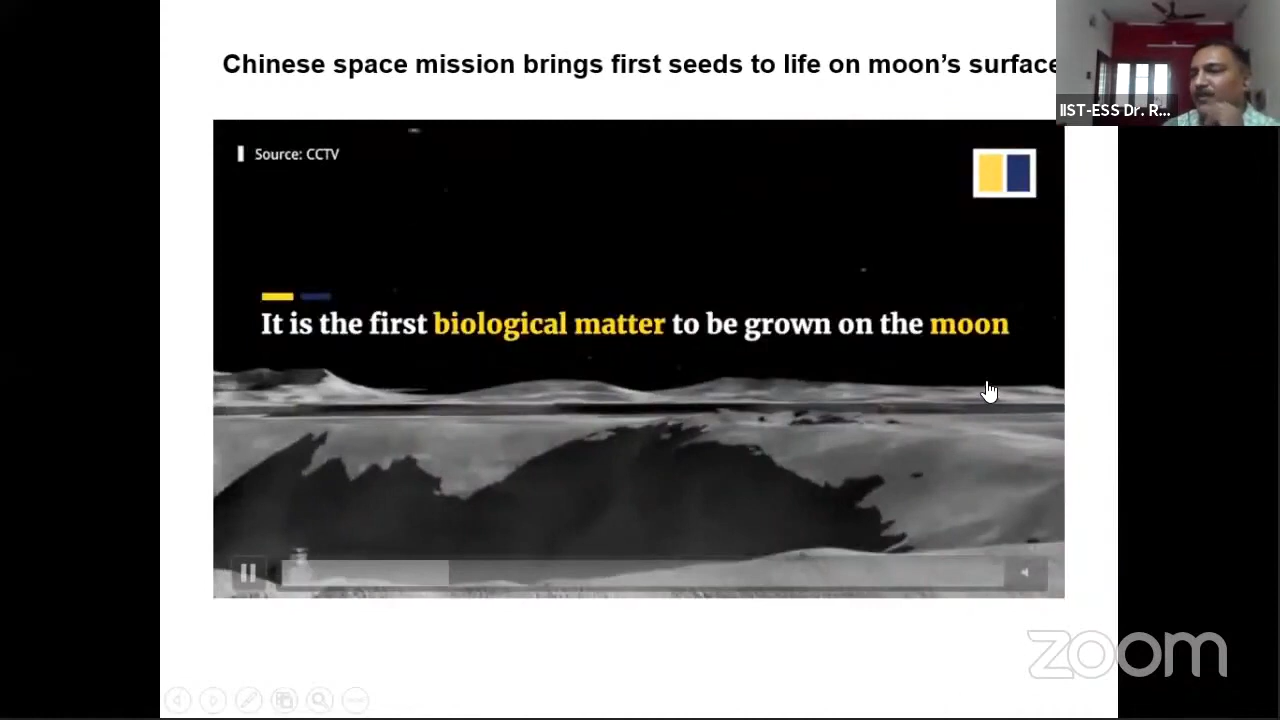 Chinese space mission brings first seeds to life on moon’s surface
IIST-ESS Dr. R...
Source: CCTV
It is the first biological matter to be grown on the moon
zoom